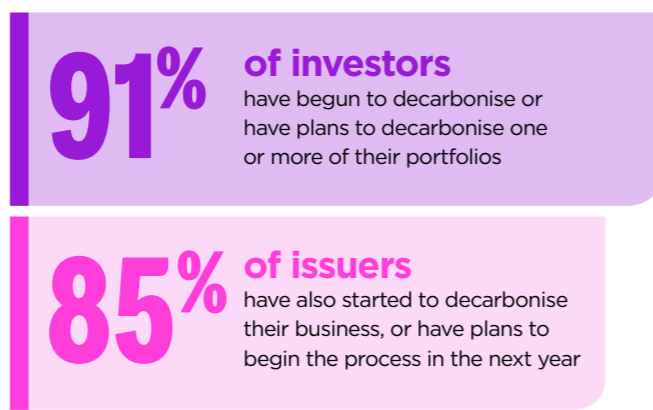 91%
of investors
have begun to decarbonise or
have plans to decarbonise one
or more of their portfolios
85%
of issuers
have also started to decarbonise
their business, or have plans to
begin the process in the next year